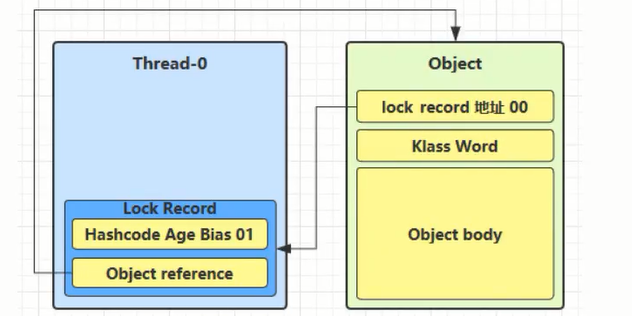 Thread-0
Lock Record
Hashcode Age Bias 01
Object reference
Object
lock record 地址 00
Klass Word
Object body